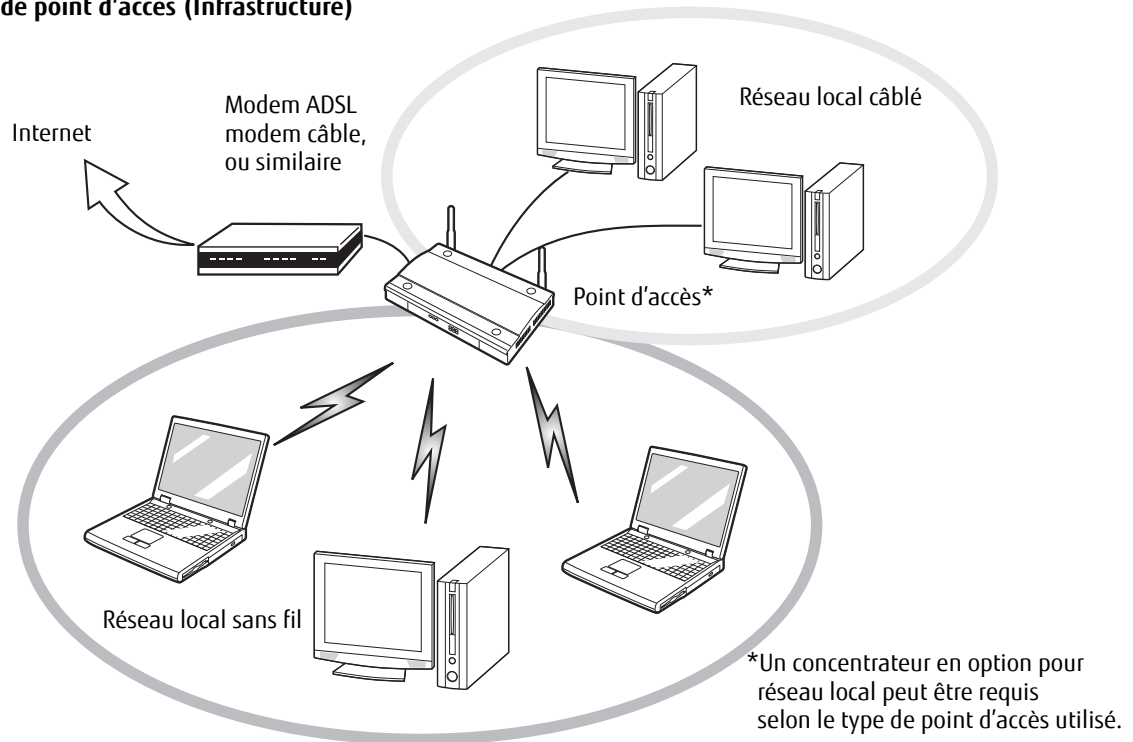 de point d'accès (Infrastructure)
Internet
Modem ADSL
modem câble,
ou similaire
Réseau local câblé
Point d'accès*
Réseau local sans fil
*Un concentrateur en option pour
réseau local peut être requis
selon le type de point d'accès utilisé.